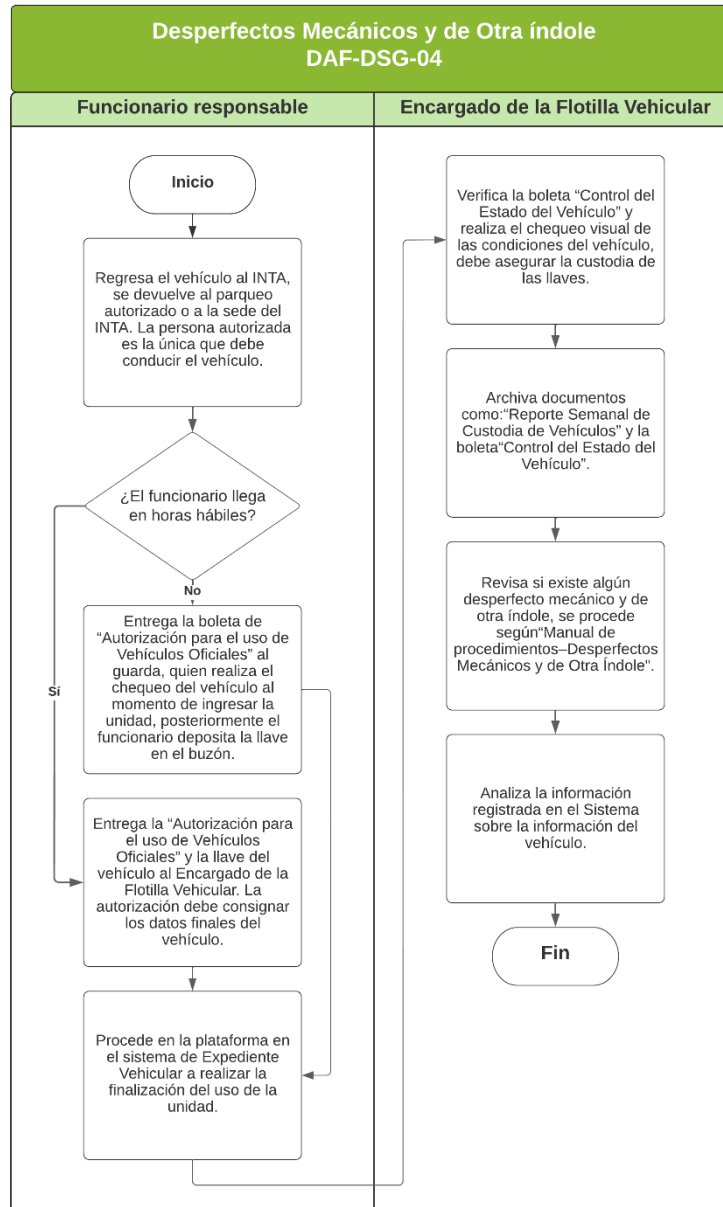 Desperfectos Mecánicos y de Otra índole
DAF-DSG-04
Funcionario responsable
Encargado de la Flotilla Vehicular
Inicio
Regresa el vehículo al INTA,
se devuelve al parqueo
autorizado o a la sede del
INTA. La persona autorizada
es la única que debe
conducir el vehículo.
¿El funcionario llega
en horas hábiles?
No
Sí
Entrega la boleta de
“Autorización para el uso de
Vehículos Oficiales” al
guarda, quien realiza el
chequeo del vehículo al
momento de ingresar la
unidad, posteriormente el
funcionario deposita la llave
en el buzón.
Entrega la “Autorización para
el uso de Vehículos
Oficiales” y la llave del
vehículo al Encargado de la
Flotilla Vehicular. La
autorización debe consignar
los datos finales del
vehículo.
Procede en la plataforma en
el sistema de Expediente
Vehicular a realizar la
finalización del uso de la
unidad.
Verifica la boleta “Control del
Estado del Vehículo” y
realiza el chequeo visual de
las condiciones del vehículo,
debe asegurar la custodia de
las llaves.
Archiva documentos
como:“Reporte Semanal de
Custodia de Vehículos” y la
boleta“Control del Estado del
Vehículo”.
Revisa si existe algún
desperfecto mecánico y de
otra índole, se procede
según“Manual de
procedimientos–Desperfectos
Mecánicos y de Otra Índole”.
Analiza la información
registrada en el Sistema
sobre la información del
vehículo.
Fin